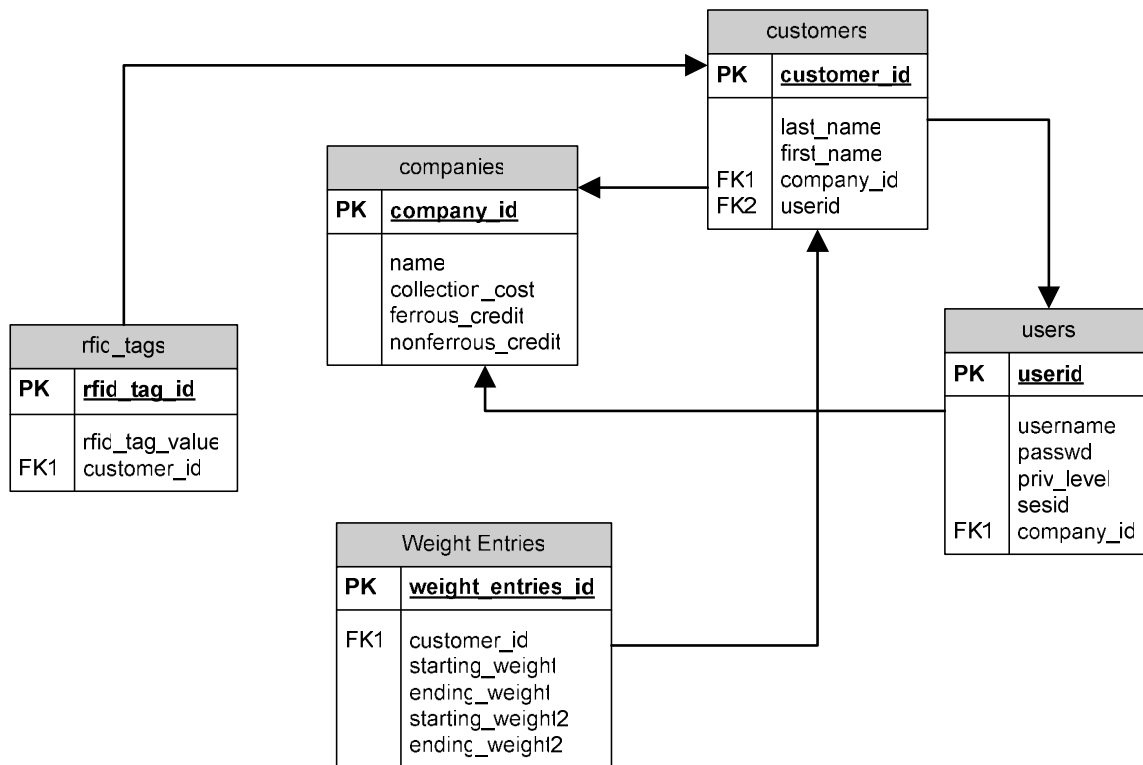 customers
PK customer_id
last_name
first_name
FK1 company_id
FK2 userid
companies
PK company_id
name
collection_cost
ferrous_credit
nonferrous_credit
rfid_tags
PK rfid_tag_id
rfid_tag_value
FK1 customer_id
users
PK userid
username
passwd
priv_level
sesid
FK1 company_id
Weight Entries
PK weight_entries_id
FK1 customer_id
starting_weight
ending_weight
starting_weight2
ending_weight2